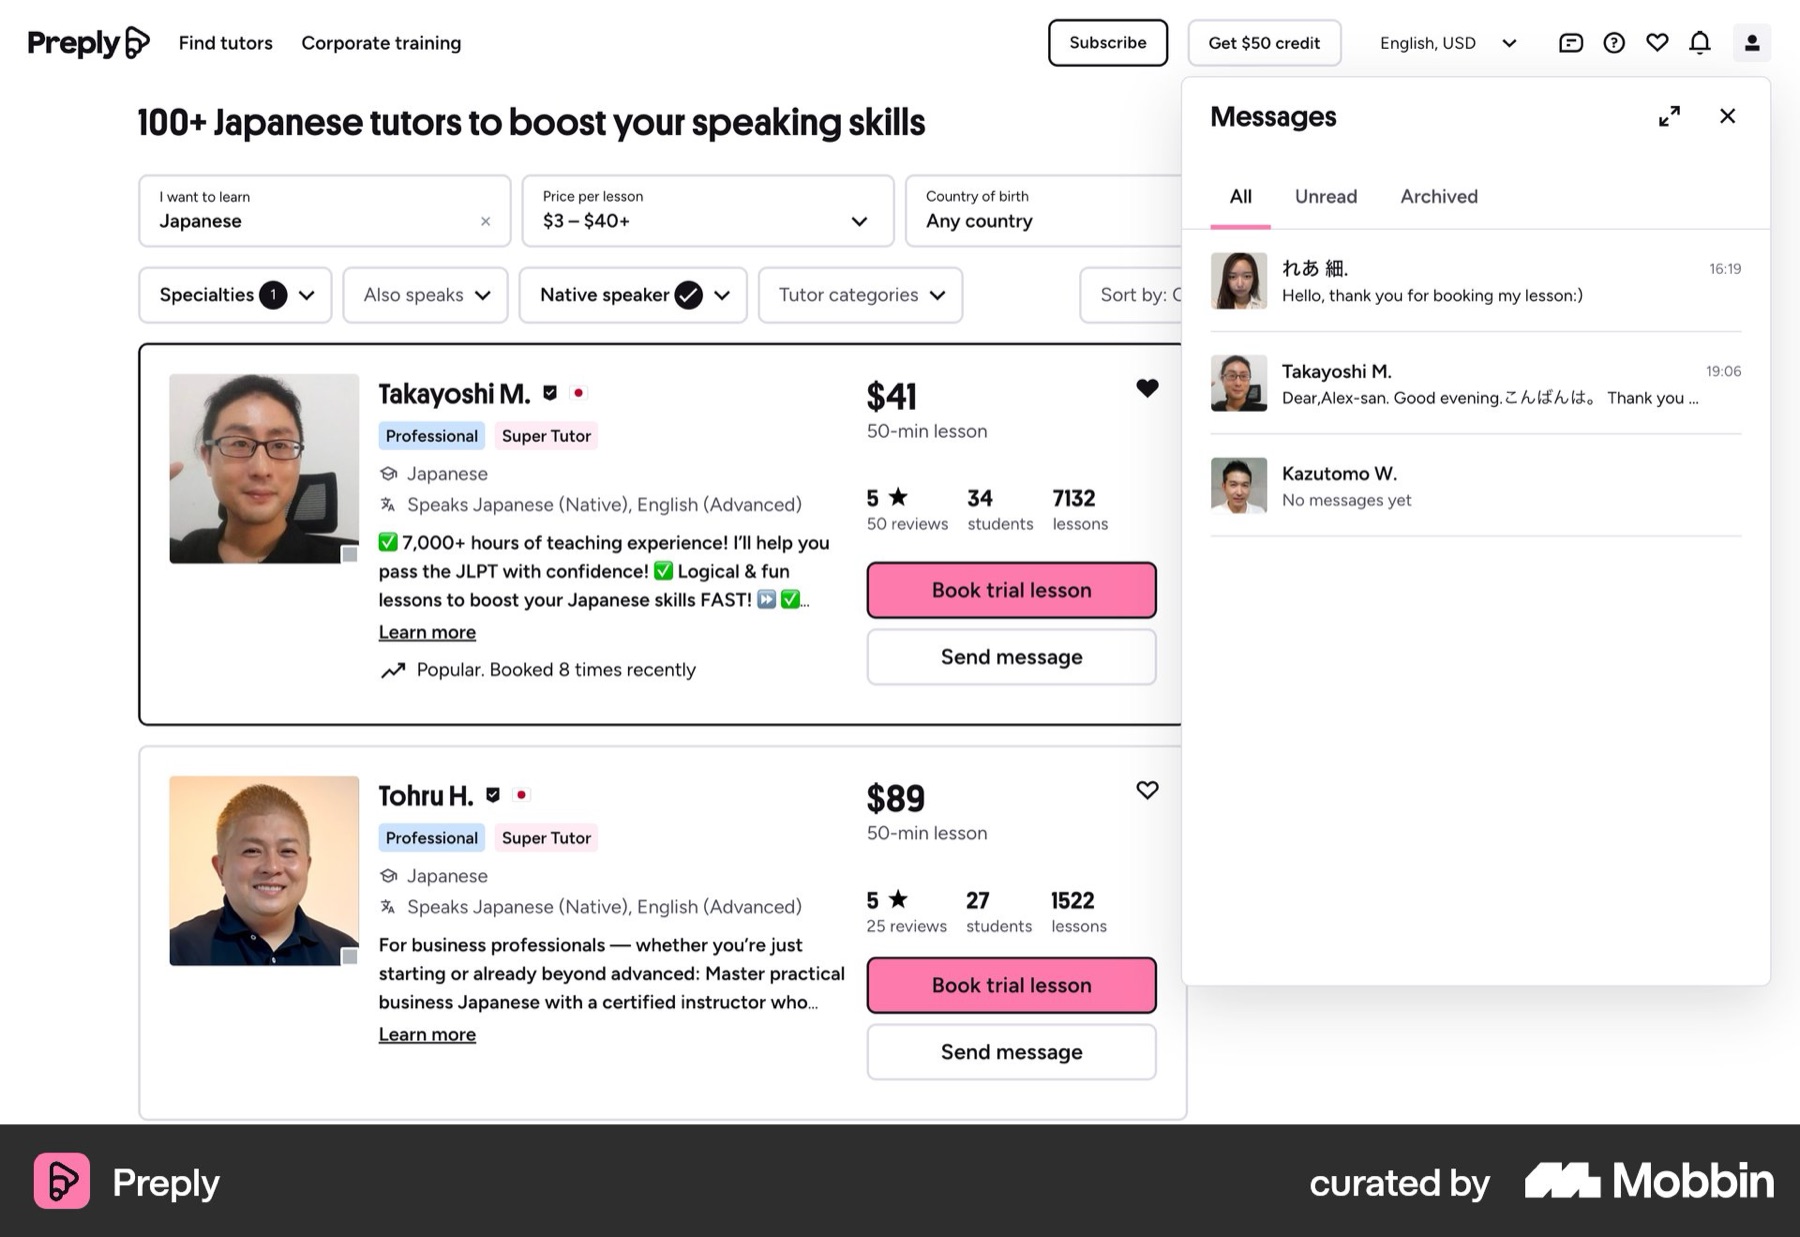 Preply
Find tutors
Corporate training
Subscribe
Get $50 credit
English, USD
100+ Japanese tutors to boost your speaking skills
I want to learn
Japanese
Price per lesson
$3 – $40+
Country of birth
Any country
Specialties 1
Also speaks
Native speaker
Tutor categories
Sort by:
Takayoshi M.
Professional
Super Tutor
Japanese
Speaks Japanese (Native), English (Advanced)
✅ 7,000+ hours of teaching experience! I’ll help you
pass the JLPT with confidence! ✅ Logical & fun
lessons to boost your Japanese skills FAST! ⏩ ✅...
Learn more
Popular. Booked 8 times recently
$41
50-min lesson
5 ★
50 reviews
34
students
7132
lessons
Book trial lesson
Send message
Tohru H.
Professional
Super Tutor
Japanese
Speaks Japanese (Native), English (Advanced)
For business professionals — whether you’re just
starting or already beyond advanced: Master practical
business Japanese with a certified instructor who...
Learn more
$89
50-min lesson
5 ★
25 reviews
27
students
1522
lessons
Book trial lesson
Send message
Messages
All
Unread
Archived
れあ 細.
16:19
Hello, thank you for booking my lesson:)
Takayoshi M.
19:06
Dear,Alex-san. Good evening.こんばんは。 Thank you ...
Kazutomo W.
No messages yet
Preply
curated by
Mobbin